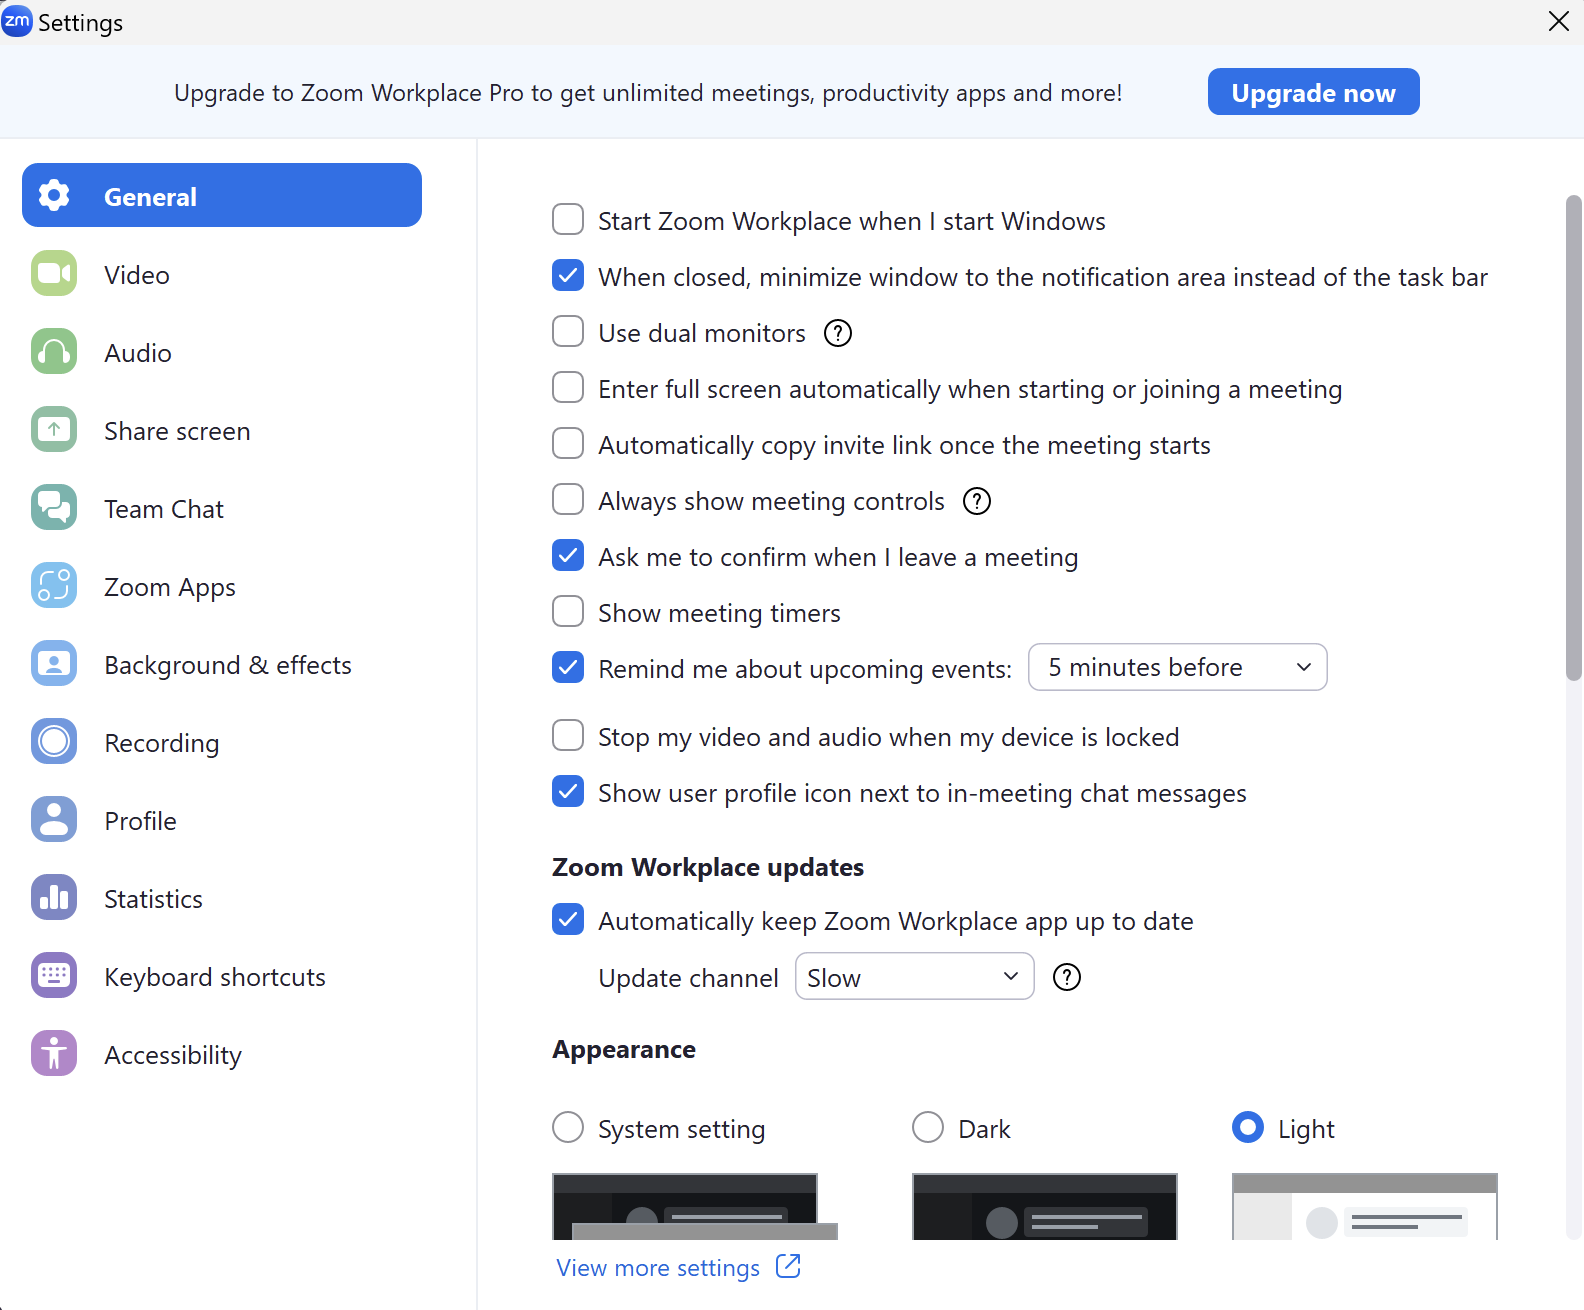 zm Settings
Upgrade to Zoom Workplace Pro to get unlimited meetings, productivity apps and more!
Upgrade now
General
Video
Audio
Share screen
Team Chat
Zoom Apps
Background & effects
Recording
Profile
Statistics
Keyboard shortcuts
Accessibility
Start Zoom Workplace when I start Windows
When closed, minimize window to the notification area instead of the task bar
Use dual monitors ?
Enter full screen automatically when starting or joining a meeting
Automatically copy invite link once the meeting starts
Always show meeting controls ?
Ask me to confirm when I leave a meeting
Show meeting timers
Remind me about upcoming events: 5 minutes before
Stop my video and audio when my device is locked
Show user profile icon next to in-meeting chat messages
Zoom Workplace updates
Automatically keep Zoom Workplace app up to date
Update channel Slow ?
Appearance
System setting Dark Light
View more settings